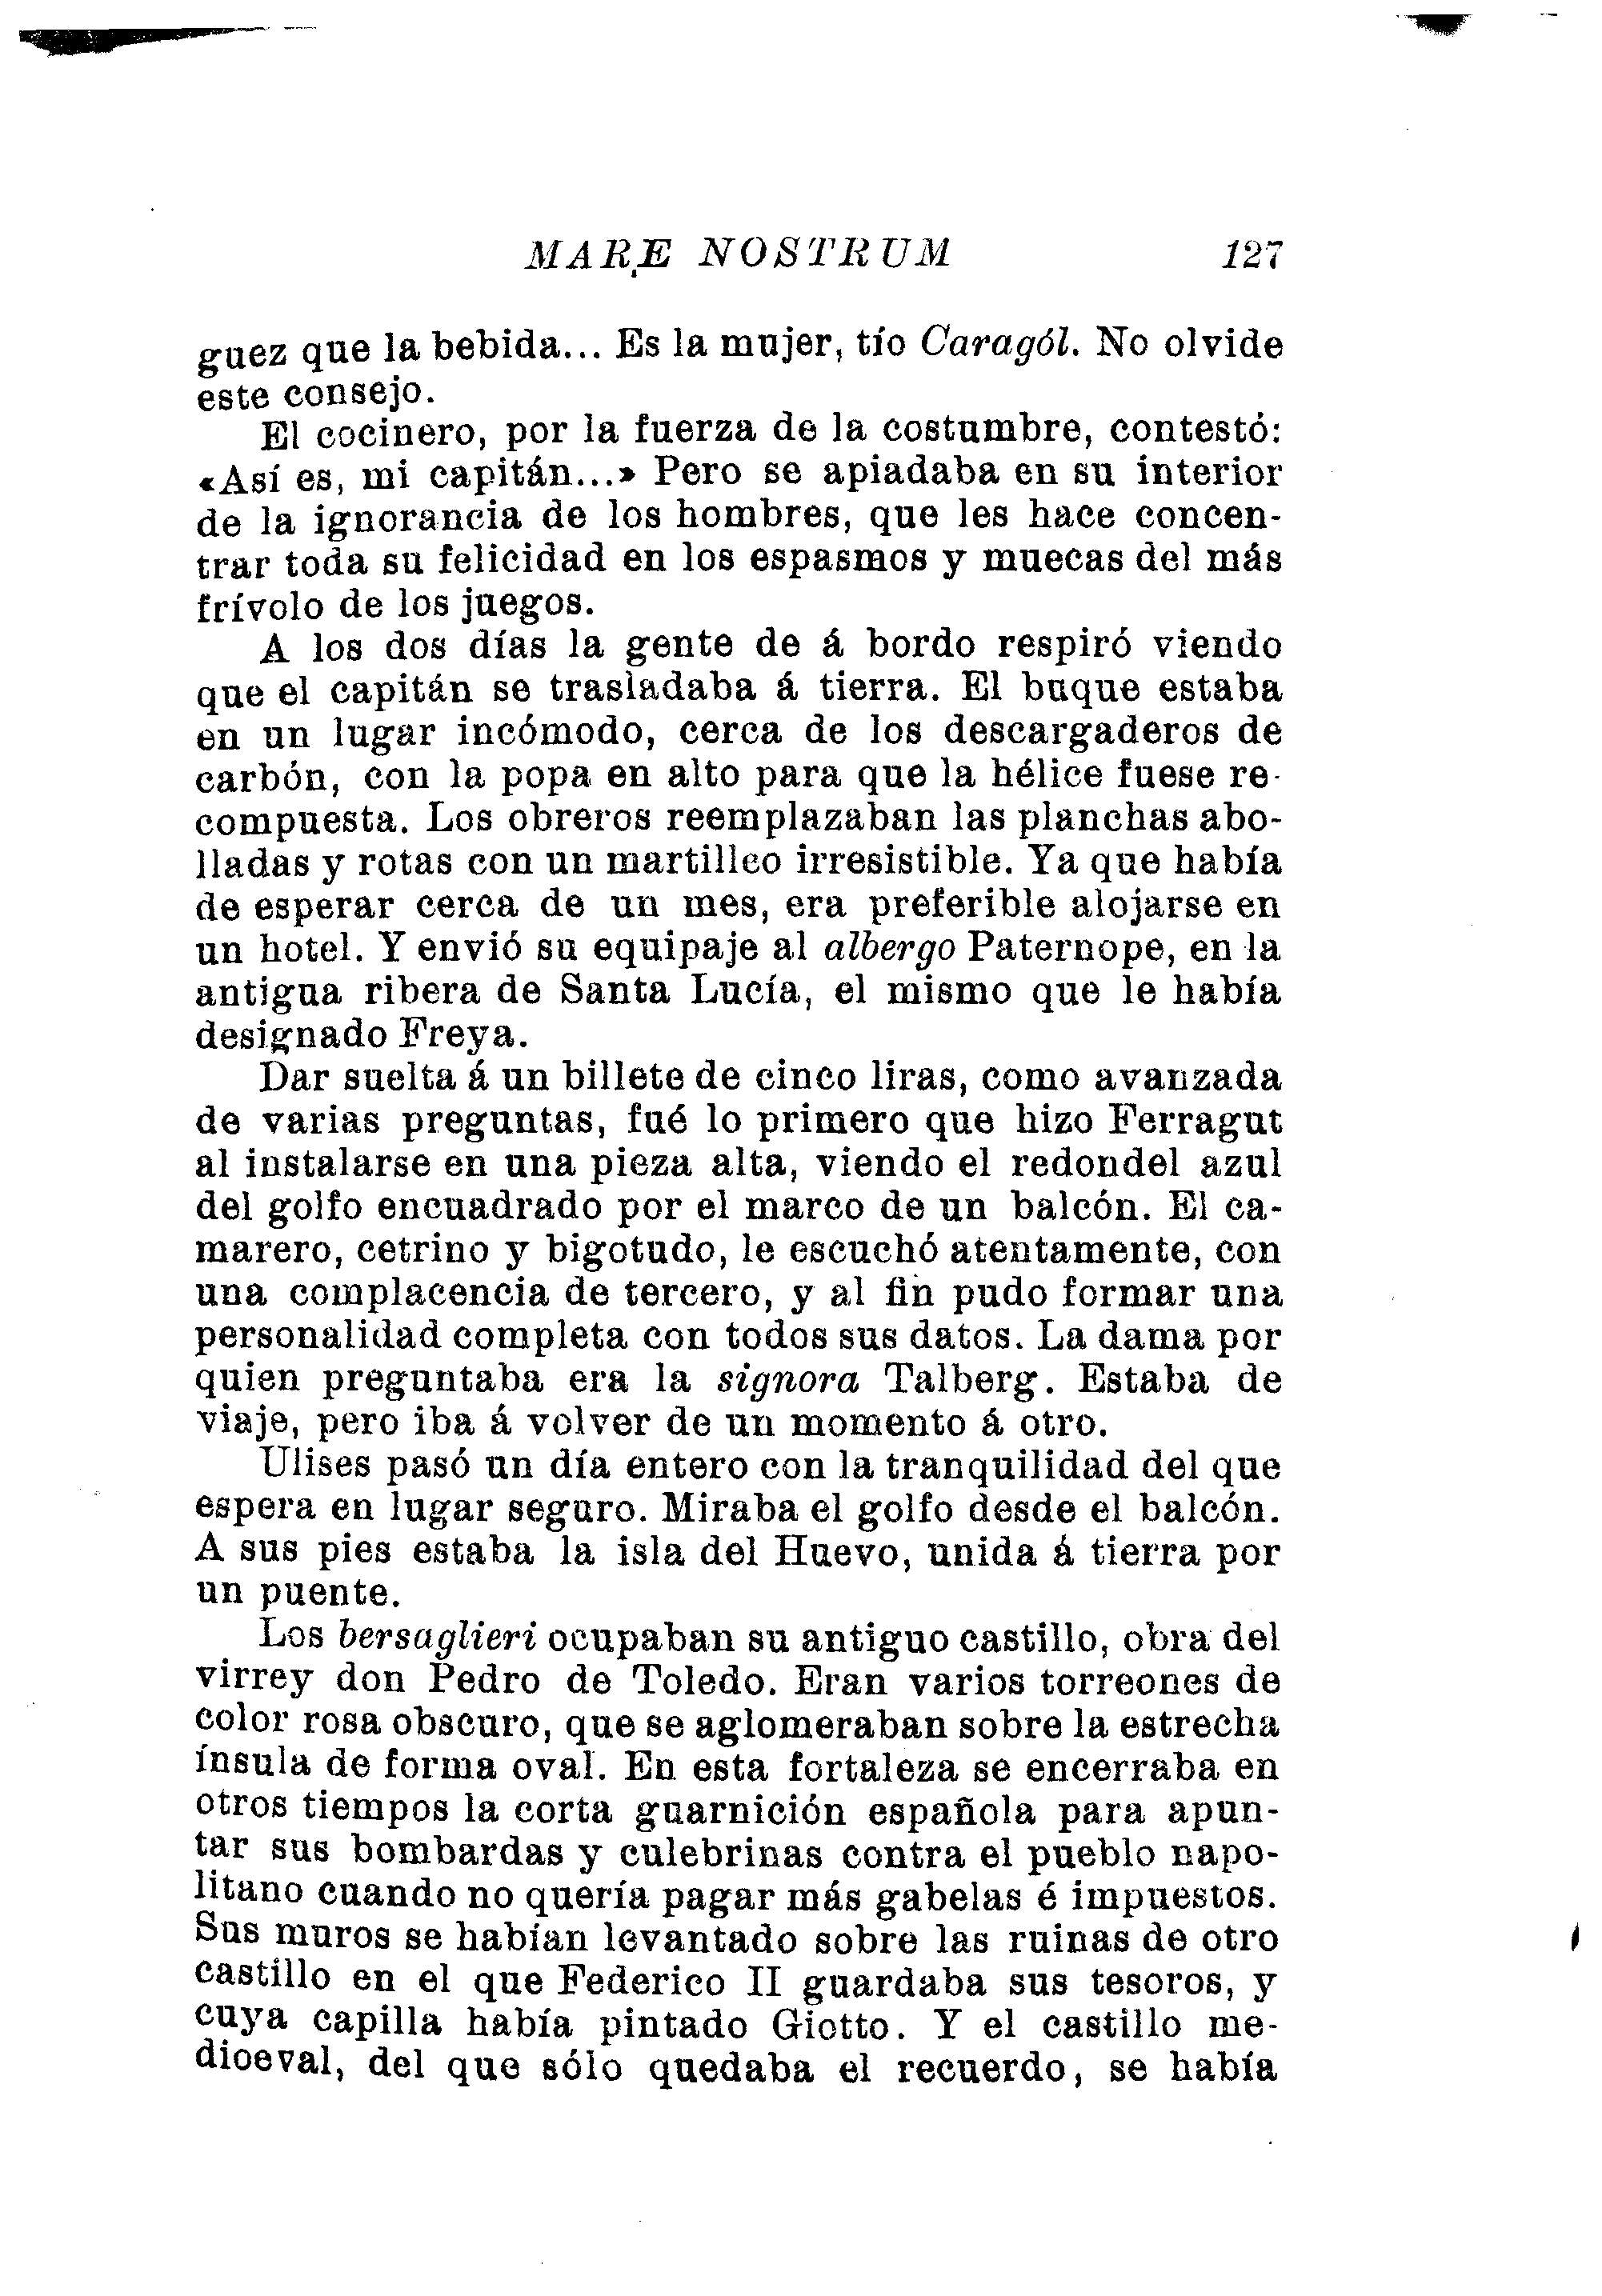 MARE NOSTRUM 127
guez que la bebida... Es la mujer, tío Caragól. No olvide
este consejo.
El cocinero, por la fuerza de la costumbre, contestó:
«Así es, mi capitán...» Pero se apiadaba en su interior
de la ignorancia de los hombres, que les hace concen-
trar toda su felicidad en los espasmos y muecas del más
frívolo de los juegos.
A los dos días la gente de á bordo respiró viendo
que el capitán se trasladaba á tierra. El buque estaba
en un lugar incómodo, cerca de los descargaderos de
carbón, con la popa en alto para que la hélice fuese re-
compuesta. Los obreros reemplazaban las planchas abo-
lladas y rotas con un martilleo irresistible. Ya que había
de esperar cerca de un mes, era preferible alojarse en
un hotel. Y envió su equipaje al albergo Paternope, en la
antigua ribera de Santa Lucía, el mismo que le había
designado Freya.
Dar suelta á un billete de cinco liras, como avanzada
de varias preguntas, fué lo primero que hizo Ferragut
al instalarse en una pieza alta, viendo el redondel azul
del golfo encuadrado por el marco de un balcón. El ca-
marero, cetrino y bigotudo, le escuchó atentamente, con
una complacencia de tercero, y al fin pudo formar una
personalidad completa con todos sus datos. La dama por
quien preguntaba era la signora Talberg. Estaba de
viaje, pero iba á volver de un momento á otro.
Ulises pasó un día entero con la tranquilidad del que
espera en lugar seguro. Miraba el golfo desde el balcón.
A sus pies estaba la isla del Huevo, unida á tierra por
un puente.
Los bersaglieri ocupaban su antiguo castillo, obra del
virrey don Pedro de Toledo. Eran varios torreones de
color rosa obscuro, que se aglomeraban sobre la estrecha
ínsula de forma oval. En esta fortaleza se encerraba en
otros tiempos la corta guarnición española para apun-
tar sus bombardas y culebrinas contra el pueblo napo-
litano cuando no quería pagar más gabelas é impuestos.
Sus muros se habían levantado sobre las ruinas de otro
castillo en el que Federico II guardaba sus tesoros, y
cuya capilla había pintado Giotto. Y el castillo me-
dioeval, del que sólo quedaba el recuerdo, se había